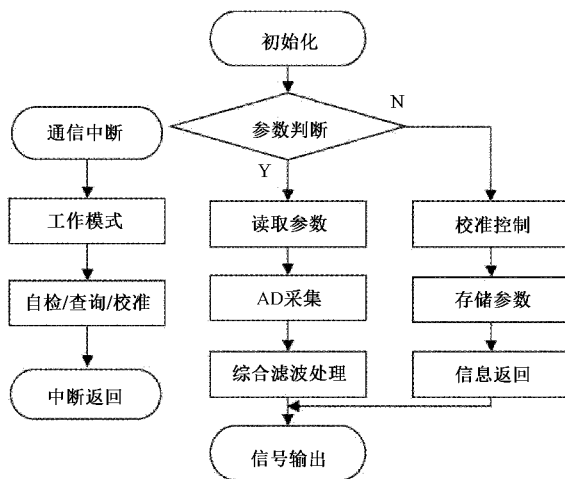 初始化
N
通信中断
参数判断
Y
工作模式
读取参数
校准控制
自检/查询/校准
AD采集
存储参数
中断返回
综合滤波处理
信息返回
信号输出